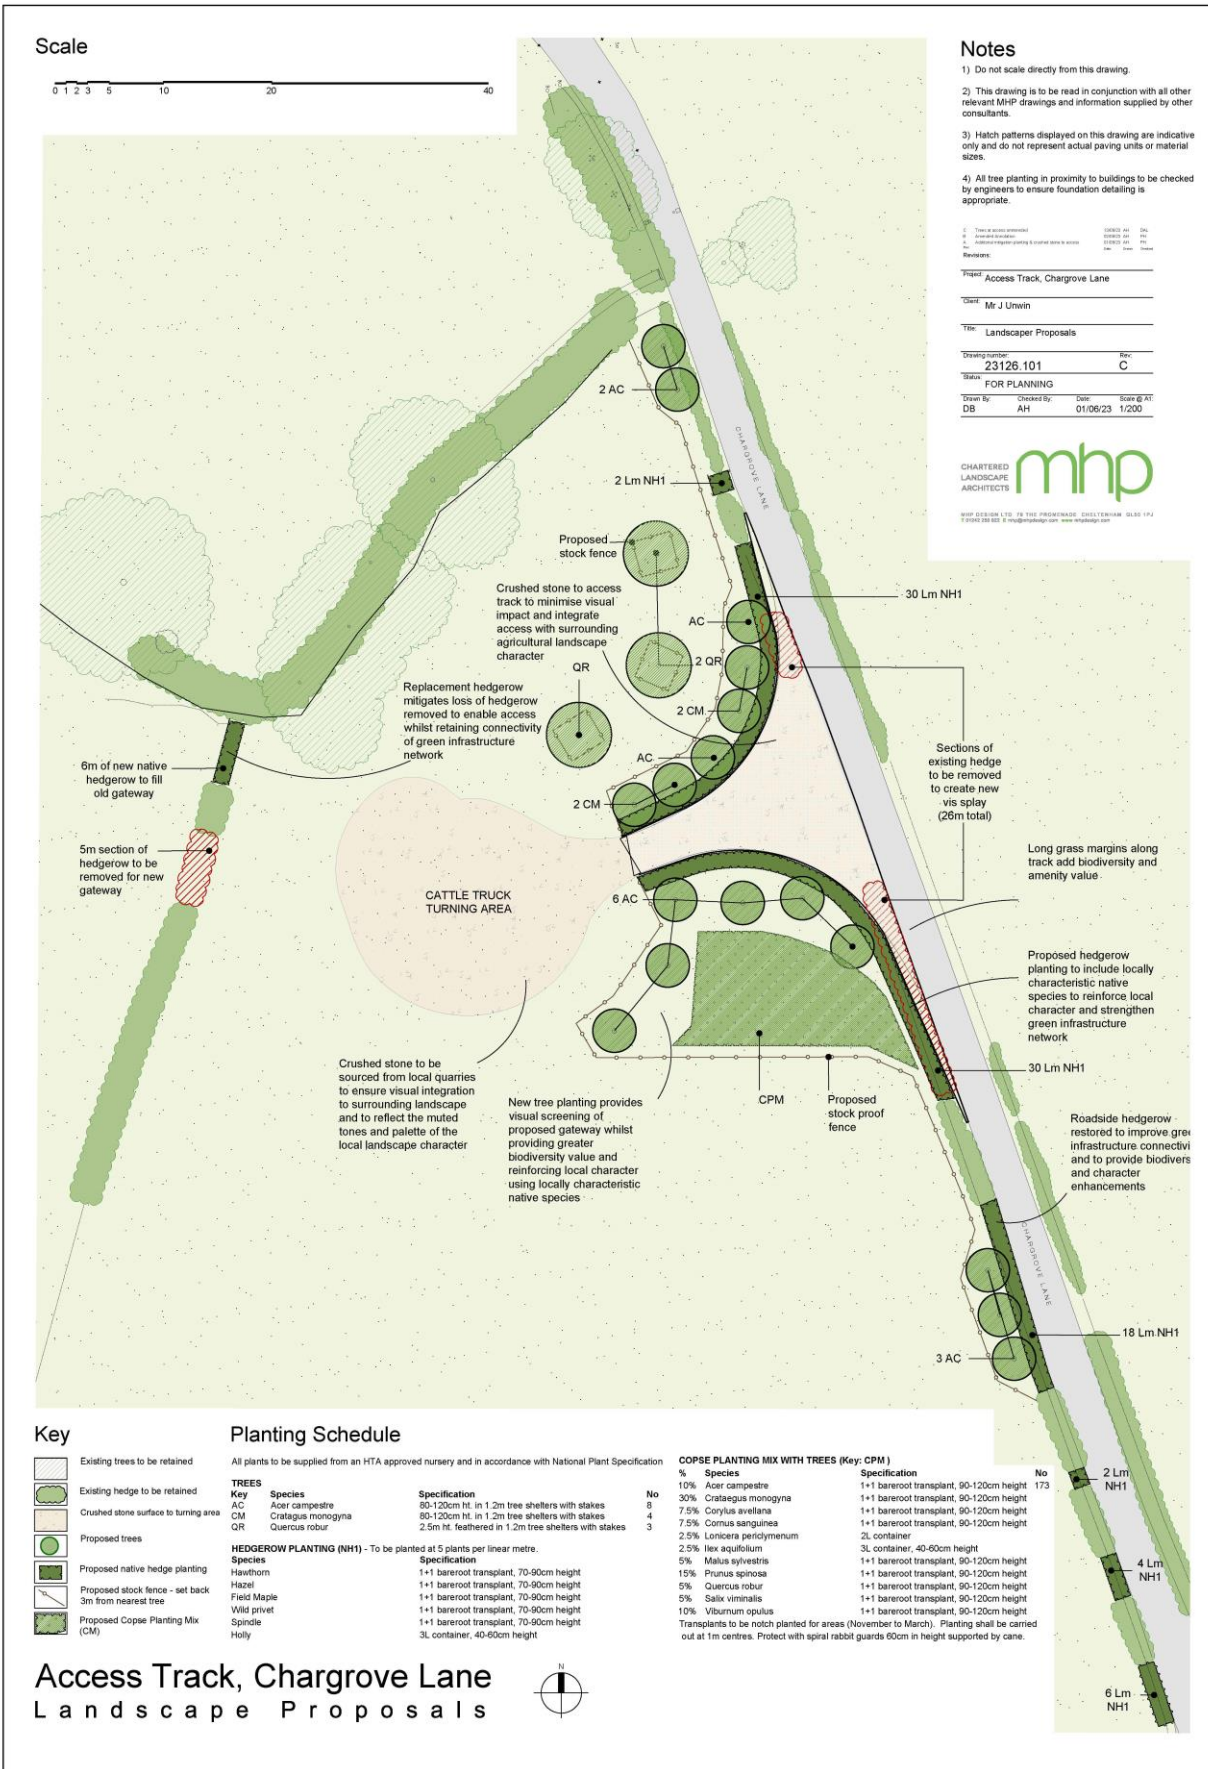 Scale
0 1 2 3 5 10 20 40
Notes
1) Do not scale directly from this drawing.
2) This drawing is to be read in conjunction with all other
relevant MHP drawings and information supplied by other
consultants.
3) Hatch patterns displayed on this drawing are indicative
only and do not represent actual paving units or material
sizes.
4) All tree planting in proximity to buildings to be checked
by engineers to ensure foundation detailing is
appropriate.
Revisions:
Project: Access Track, Chargrove Lane
Client: Mr J Unwin
Title: Landscaper Proposals
Drawing number: Rev:
23126.101 C
Status: FOR PLANNING
Drawn By: Checked By: Date: Scale @ A1:
DB AH 01/06/23 1/200
CHARTERED
LANDSCAPE
ARCHITECTS
mhp
2 AC
CHARGROVE LANE
2 Lm NH1
Proposed
stock fence
30 Lm NH1
Crushed stone to access
track to minimise visual
impact and integrate
access with surrounding
agricultural landscape
character
AC
2 QR
QR
2 CM
Replacement hedgerow
mitigates loss of hedgerow
removed to enable access
whilst retaining connectivity
of green infrastructure
network
AC
2 CM
6m of new native
hedgerow to fill
old gateway
Sections of
existing hedge
to be removed
to create new
vis splay
(26m total)
5m section of
hedgerow to be
removed for new
gateway
CATTLE TRUCK
TURNING AREA
6 AC
Long grass margins along
track add biodiversity and
amenity value
Proposed hedgerow
planting to include locally
characteristic native
species to reinforce local
character and strengthen
green infrastructure
network
30 Lm NH1
Crushed stone to be
sourced from local quarries
to ensure visual integration
to surrounding landscape
and to reflect the muted
tones and palette of the
local landscape character
New tree planting provides
visual screening of
proposed gateway whilst
providing greater
biodiversity value and
reinforcing local character
using locally characteristic
native species
CPM
Proposed
stock proof
fence
Roadside hedgerow
restored to improve gree
infrastructure connectivi
and to provide biodivers
and character
enhancements
CHARGROVE LANE
18 Lm NH1
3 AC
2 Lm
NH1
4 Lm
NH1
6 Lm
NH1
Key
Existing trees to be retained
Existing hedge to be retained
Crushed stone surface to turning area
Proposed trees
Proposed native hedge planting
Proposed stock fence - set back
3m from nearest tree
Proposed Copse Planting Mix
(CM)
Planting Schedule
All plants to be supplied from an HTA approved nursery and in accordance with National Plant Specification
TREES
Key Species Specification No
AC Acer campestre 80-120cm ht. in 1.2m tree shelters with stakes 8
CM Cratagus monogyna 80-120cm ht. in 1.2m tree shelters with stakes 4
QR Quercus robur 2.5m ht. feathered in 1.2m tree shelters with stakes 3
HEDGEROW PLANTING (NH1) - To be planted at 5 plants per linear metre.
Species Specification
Hawthorn 1+1 bareroot transplant, 70-90cm height
Hazel 1+1 bareroot transplant, 70-90cm height
Field Maple 1+1 bareroot transplant, 70-90cm height
Wild privet 1+1 bareroot transplant, 70-90cm height
Spindle 1+1 bareroot transplant, 70-90cm height
Holly 3L container, 40-60cm height
COPSE PLANTING MIX WITH TREES (Key: CPM )
% Species Specification No
10% Acer campestre 1+1 bareroot transplant, 90-120cm height 173
30% Crataegus monogyna 1+1 bareroot transplant, 90-120cm height
7.5% Corylus avellana 1+1 bareroot transplant, 90-120cm height
7.5% Cornus sanguinea 1+1 bareroot transplant, 90-120cm height
2.5% Lonicera periclymenum 2L container
2.5% Ilex aquifolium 3L container, 40-60cm height
5% Malus sylvestris 1+1 bareroot transplant, 90-120cm height
15% Prunus spinosa 1+1 bareroot transplant, 90-120cm height
5% Quercus robur 1+1 bareroot transplant, 90-120cm height
5% Salix viminalis 1+1 bareroot transplant, 90-120cm height
10% Viburnum opulus 1+1 bareroot transplant, 90-120cm height
Transplants to be notch planted for areas (November to March). Planting shall be carried
out at 1m centres. Protect with spiral rabbit guards 60cm in height supported by cane.
Access Track, Chargrove Lane
Landscape Proposals
N